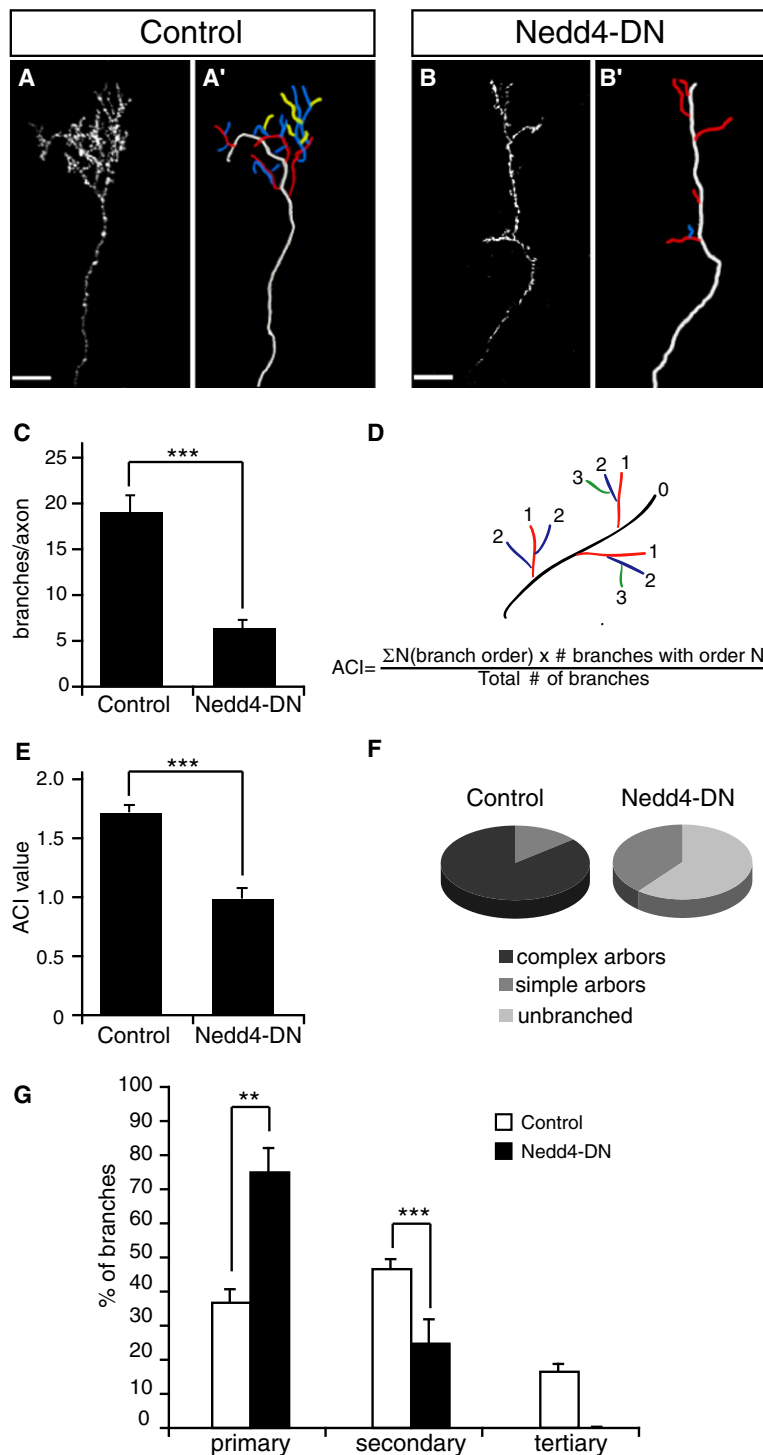 Control
Nedd4-DN
A
A'
B
B'
C
***
25
20
15
10
5
0
branches/axon
Control
Nedd4-DN
D
2
1
2
3
2
1
0
1
2
3
ACI= ΣN(branch order) x # branches with order N
Total # of branches
E
***
2.0
1.5
1.0
0.5
0
ACI value
Control
Nedd4-DN
F
Control
Nedd4-DN
complex arbors
simple arbors
unbranched
G
100
90
80
70
60
50
40
30
20
10
0
% of branches
**
***
Control
Nedd4-DN
primary
secondary
tertiary